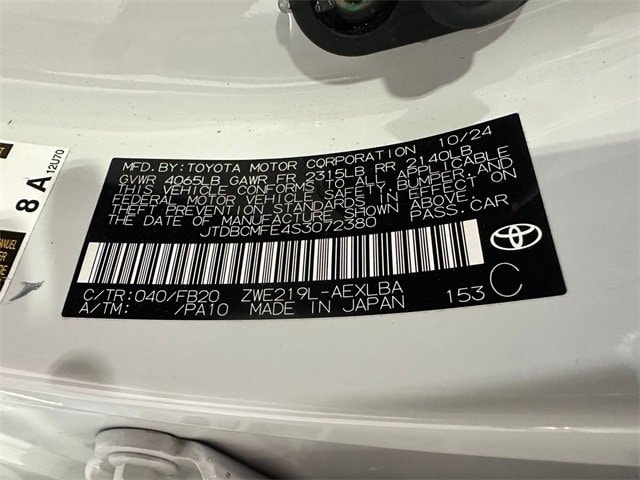 MFD.BY:TOYOTA MOTOR CORPORATION 10/24
GVWR 4065LB GAWR FR 2315LB RR 2140LB
THIS VEHICLE CONFORMS TO ALL APPLICABLE
FEDERAL MOTOR VEHICLE SAFETY, BUMPER, AND
THEFT PREVENTION STANDARDS IN EFFECT ON
THE DATE OF MANUFACTURE SHOWN ABOVE.
JTDBCMFE4S3072380 PASS.CAR
C/TR:040/FB20 ZWE219L-AEXLBA 153 C
A/TM: /PA10 MADE IN JAPAN
8 A
12U70